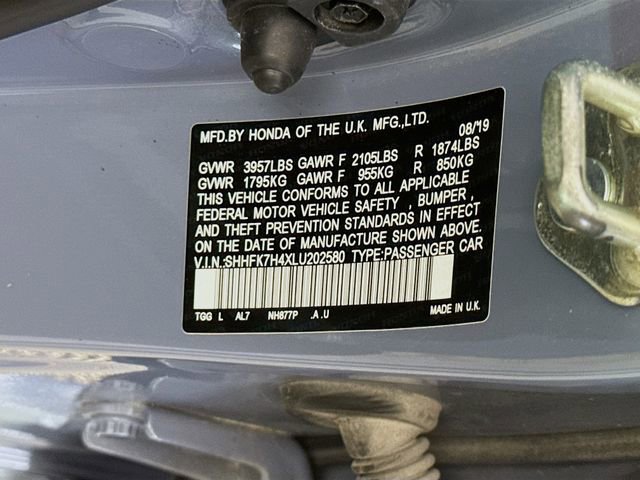 MFD.BY HONDA OF THE U.K. MFG.,LTD. 08/'19
GVWR 3957LBS GAWR F 2105LBS R 1874LBS
GVWR 1795KG GAWR F 955KG R 850KG
THIS VEHICLE CONFORMS TO ALL APPLICABLE
FEDERAL MOTOR VEHICLE SAFETY , BUMPER ,
AND THEFT PREVENTION STANDARDS IN EFFECT
ON THE DATE OF MANUFACTURE SHOWN ABOVE.
V.I.N.:SHHFK7H4XLU202580 TYPE:PASSENGER CAR
TGG L AL7 NH877P .A .U MADE IN U.K.